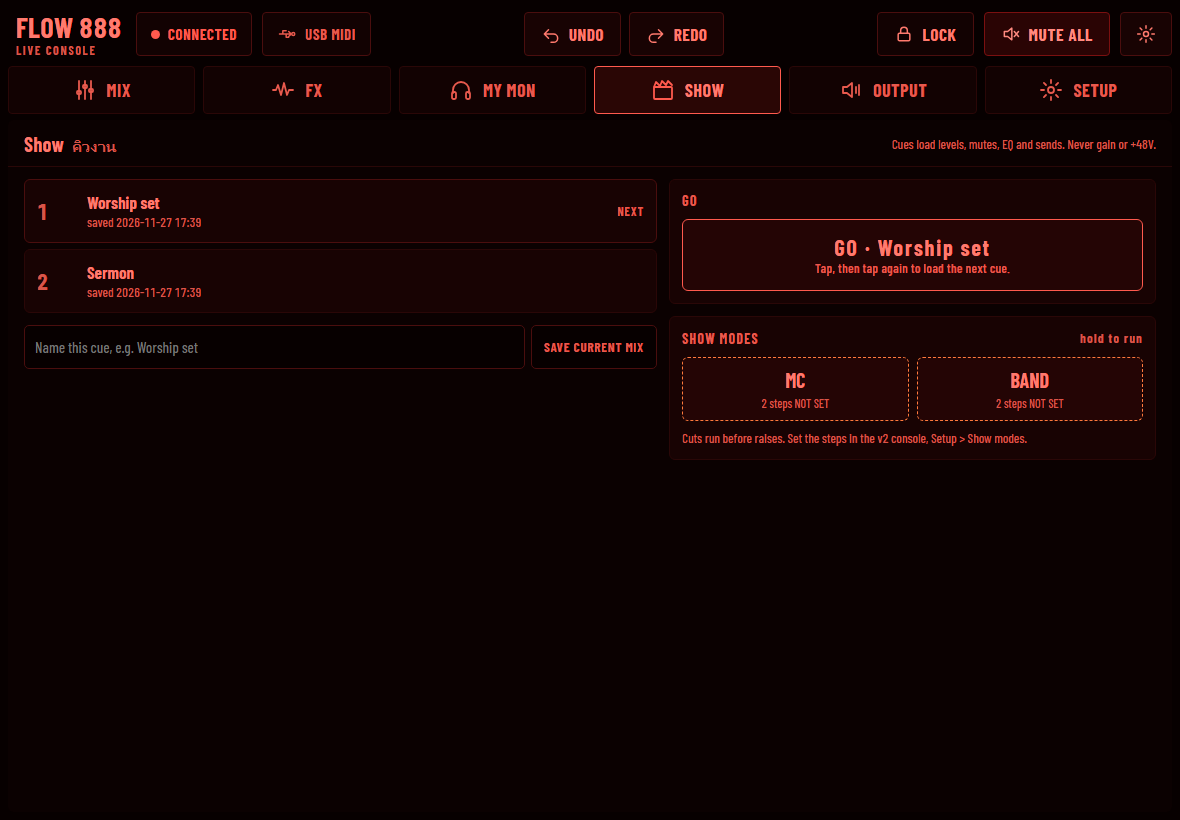 FLOW 888
LIVE CONSOLE
CONNECTED
USB MIDI
UNDO
REDO
LOCK
MUTE ALL
MIX
FX
MY MON
SHOW
OUTPUT
SETUP
Show คิวงาน
Cues load levels, mutes, EQ and sends. Never gain or +48V.
1
Worship set
saved 2026-11-27 17:39
NEXT
2
Sermon
saved 2026-11-27 17:39
Name this cue, e.g. Worship set
SAVE CURRENT MIX
GO
GO · Worship set
Tap, then tap again to load the next cue.
SHOW MODES
hold to run
MC
2 steps NOT SET
BAND
2 steps NOT SET
Cuts run before raises. Set the steps in the v2 console, Setup > Show modes.